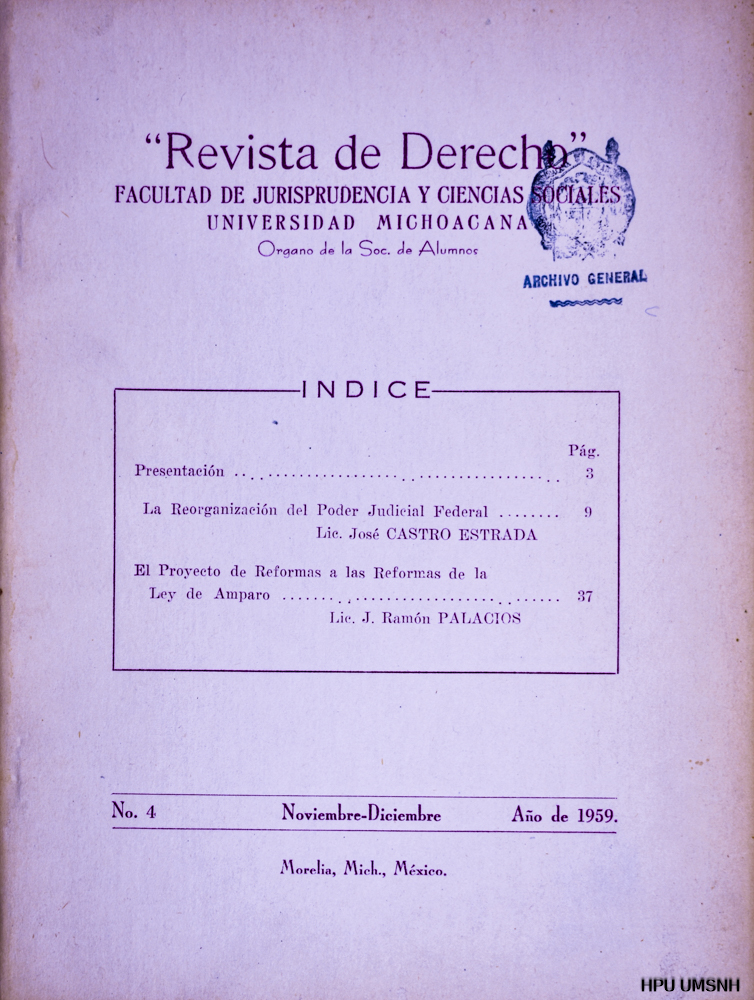 “Revista de Derecho”
FACULTAD DE JURISPRUDENCIA Y CIENCIAS SOCIALES
UNIVERSIDAD MICHOACANA
Organo de la Soc. de Alumnos
ARCHIVO GENERAL
INDICE
Pág.
Presentación ........................................ 3
La Reorganización del Poder Judicial Federal ........ 9
Lic. José CASTRO ESTRADA
El Proyecto de Reformas a las Reformas de la
Ley de Amparo ................................... 37
Lic. J. Ramón PALACIOS
No. 4 Noviembre-Diciembre Año de 1959.
Morelia, Mich., México.
HPU UMSNH